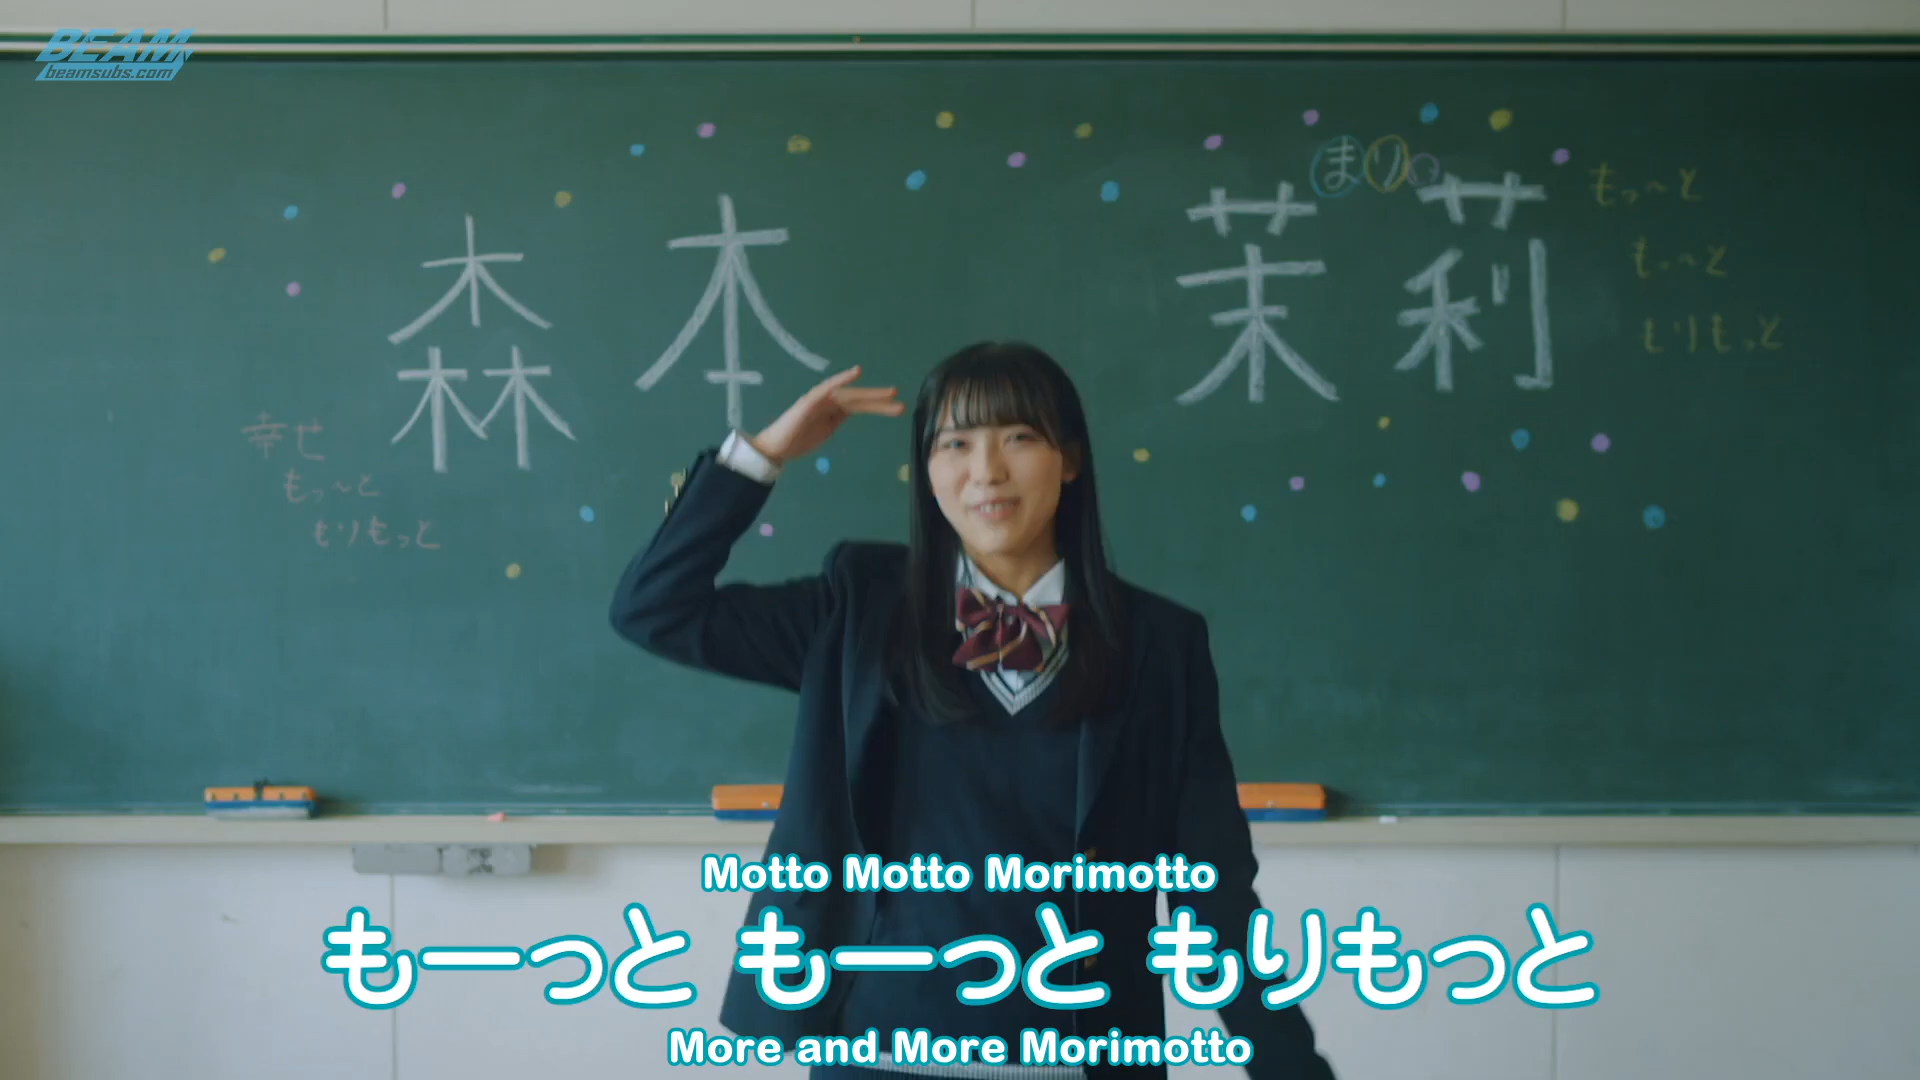 BEAM
beamsubs.com
まり
森本 茉莉
もっ〜と
もっ〜と
もりもっと
幸せ
もっ〜と
もりもっと
Motto Motto Morimotto
もーっと もーっと もりもっと
More and More Morimotto